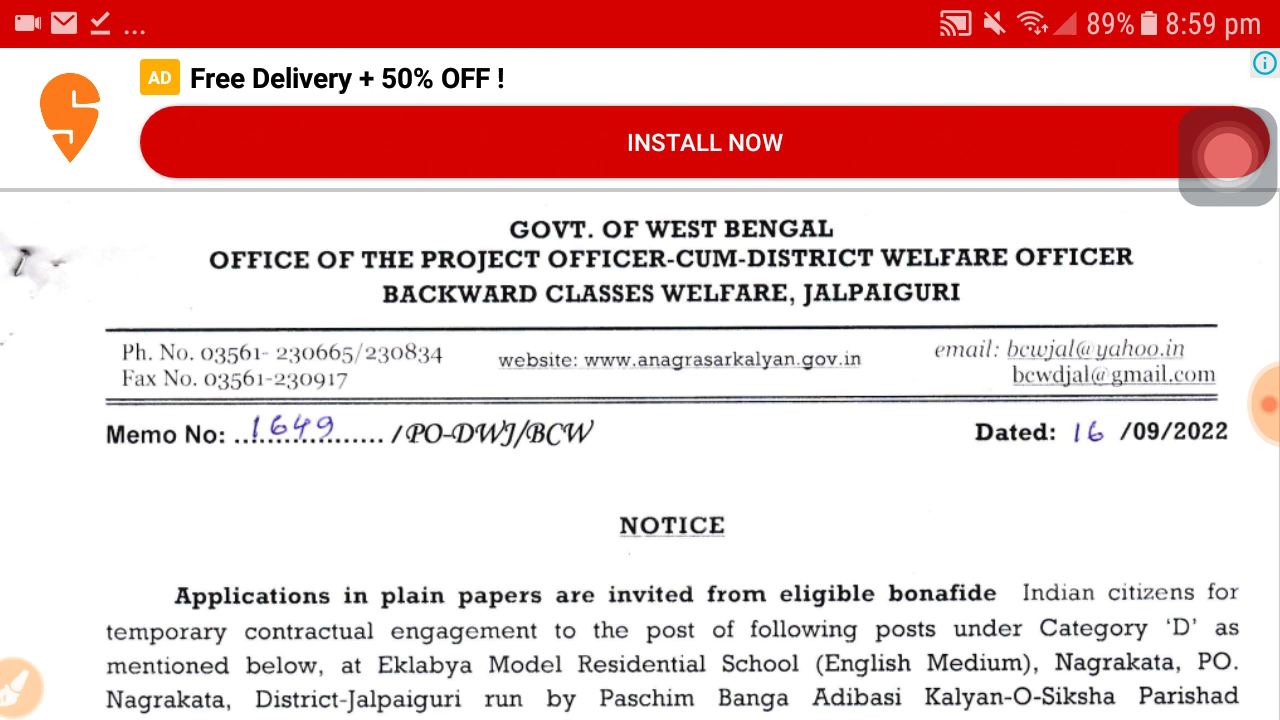 ... 89% 8:59 pm
AD Free Delivery + 50% OFF !
INSTALL NOW
GOVT. OF WEST BENGAL
OFFICE OF THE PROJECT OFFICER-CUM-DISTRICT WELFARE OFFICER
BACKWARD CLASSES WELFARE, JALPAIGURI
Ph. No. 03561- 230665/230834 website: www.anagrasarkalyan.gov.in email: bcwjal@yahoo.in
Fax No. 03561-230917 bcwdjal@gmail.com
Memo No: ..1649.................. /PO-DWJ/BCW Dated: 16 /09/2022
NOTICE
Applications in plain papers are invited from eligible bonafide Indian citizens for
temporary contractual engagement to the post of following posts under Category 'D' as
mentioned below, at Eklabya Model Residential School (English Medium), Nagrakata, PO.
Nagrakata, District-Jalpaiguri run by Paschim Banga Adibasi Kalyan-O-Siksha Parishad